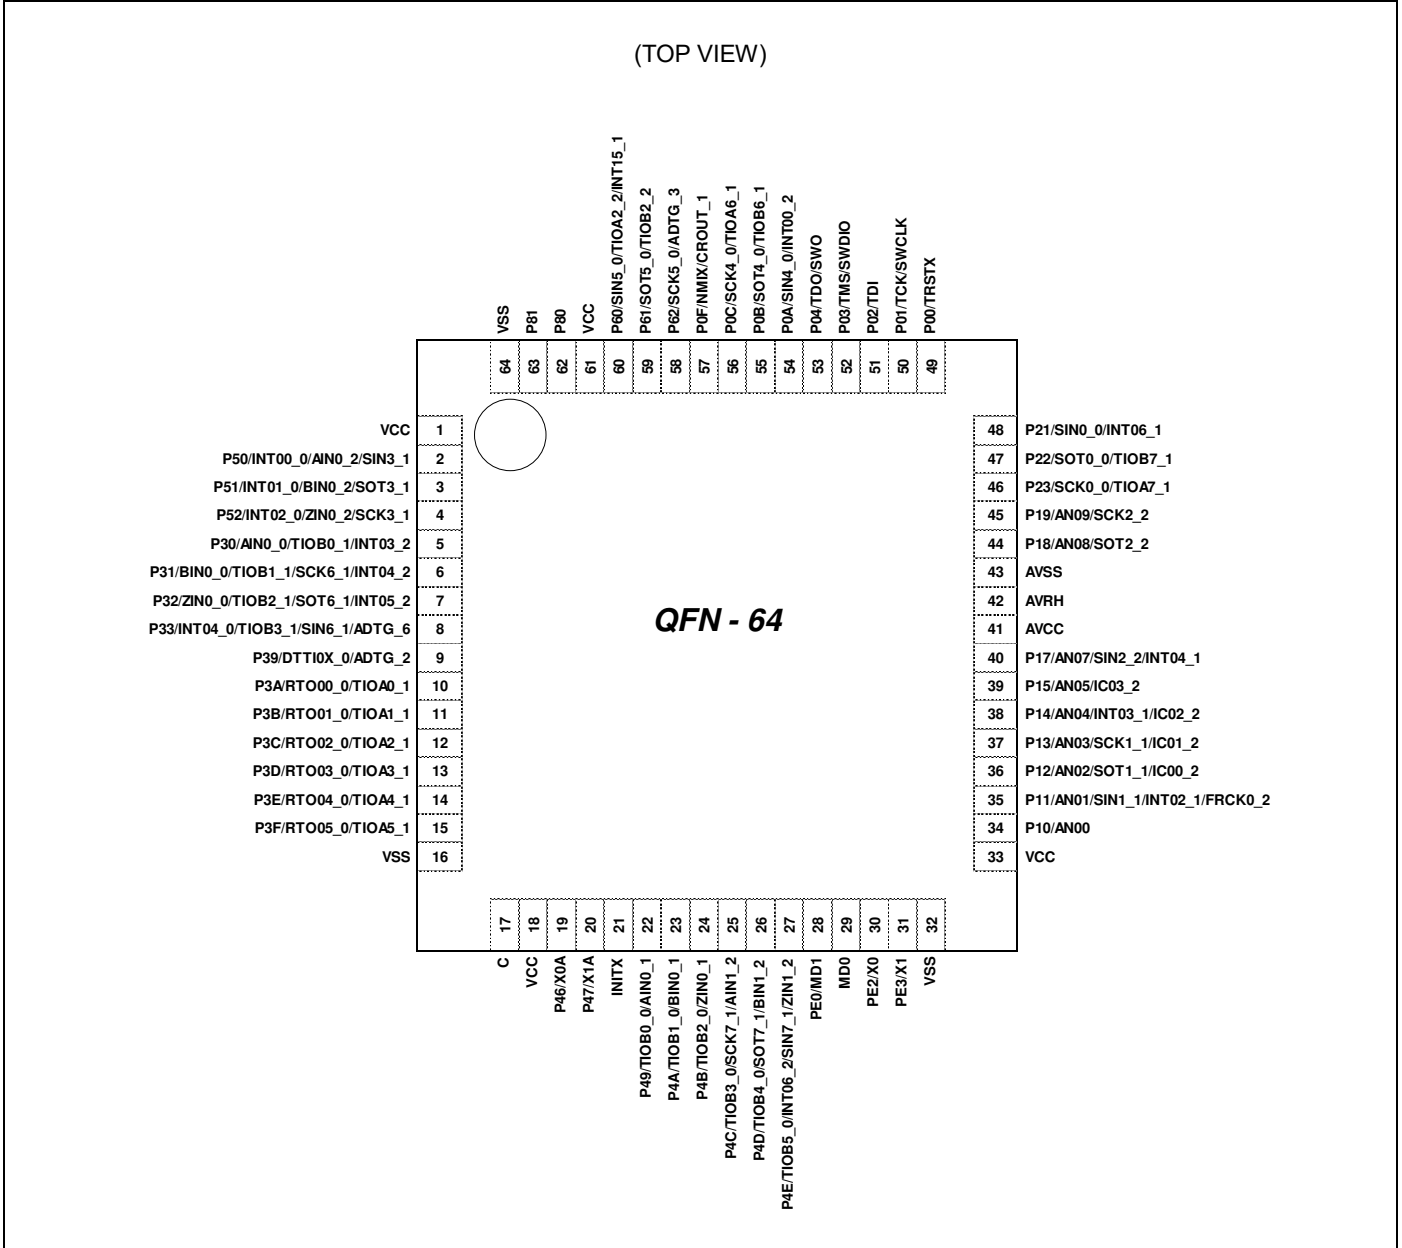 (TOP VIEW)
VSS
P81
P80
VCC
P60/SIN5_0/TIOA2_2/INT15_1
P61/SOT5_0/TIOB2_2
P62/SCK5_0/ADTG_3
P0F/NMIX/CROUT_1
P0C/SCK4_0/TIOA6_1
P0B/SOT4_0/TIOB6_1
P0A/SIN4_0/INT00_2
P04/TDO/SWO
P03/TMS/SWDIO
P02/TDI
P01/TCK/SWCLK
P00/TRSTX
64 63 62 61 60 59 58 57 56 55 54 53 52 51 50 49
VCC 1
P50/INT00_0/AIN0_2/SIN3_1 2
P51/INT01_0/BIN0_2/SOT3_1 3
P52/INT02_0/ZIN0_2/SCK3_1 4
P30/AIN0_0/TIOB0_1/INT03_2 5
P31/BIN0_0/TIOB1_1/SCK6_1/INT04_2 6
P32/ZIN0_0/TIOB2_1/SOT6_1/INT05_2 7
P33/INT04_0/TIOB3_1/SIN6_1/ADTG_6 8
P39/DTTI0X_0/ADTG_2 9
P3A/RTO00_0/TIOA0_1 10
P3B/RTO01_0/TIOA1_1 11
P3C/RTO02_0/TIOA2_1 12
P3D/RTO03_0/TIOA3_1 13
P3E/RTO04_0/TIOA4_1 14
P3F/RTO05_0/TIOA5_1 15
VSS 16
QFN - 64
48 P21/SIN0_0/INT06_1
47 P22/SOT0_0/TIOB7_1
46 P23/SCK0_0/TIOA7_1
45 P19/AN09/SCK2_2
44 P18/AN08/SOT2_2
43 AVSS
42 AVRH
41 AVCC
40 P17/AN07/SIN2_2/INT04_1
39 P15/AN05/IC03_2
38 P14/AN04/INT03_1/IC02_2
37 P13/AN03/SCK1_1/IC01_2
36 P12/AN02/SOT1_1/IC00_2
35 P11/AN01/SIN1_1/INT02_1/FRCK0_2
34 P10/AN00
33 VCC
17 18 19 20 21 22 23 24 25 26 27 28 29 30 31 32
C
VCC
P46/X0A
P47/X1A
INITX
P49/TIOB0_0/AIN0_1
P4A/TIOB1_0/BIN0_1
P4B/TIOB2_0/ZIN0_1
P4C/TIOB3_0/SCK7_1/AIN1_2
P4D/TIOB4_0/SOT7_1/BIN1_2
P4E/TIOB5_0/INT06_2/SIN7_1/ZIN1_2
PE0/MD1
MD0
PE2/X0
PE3/X1
VSS